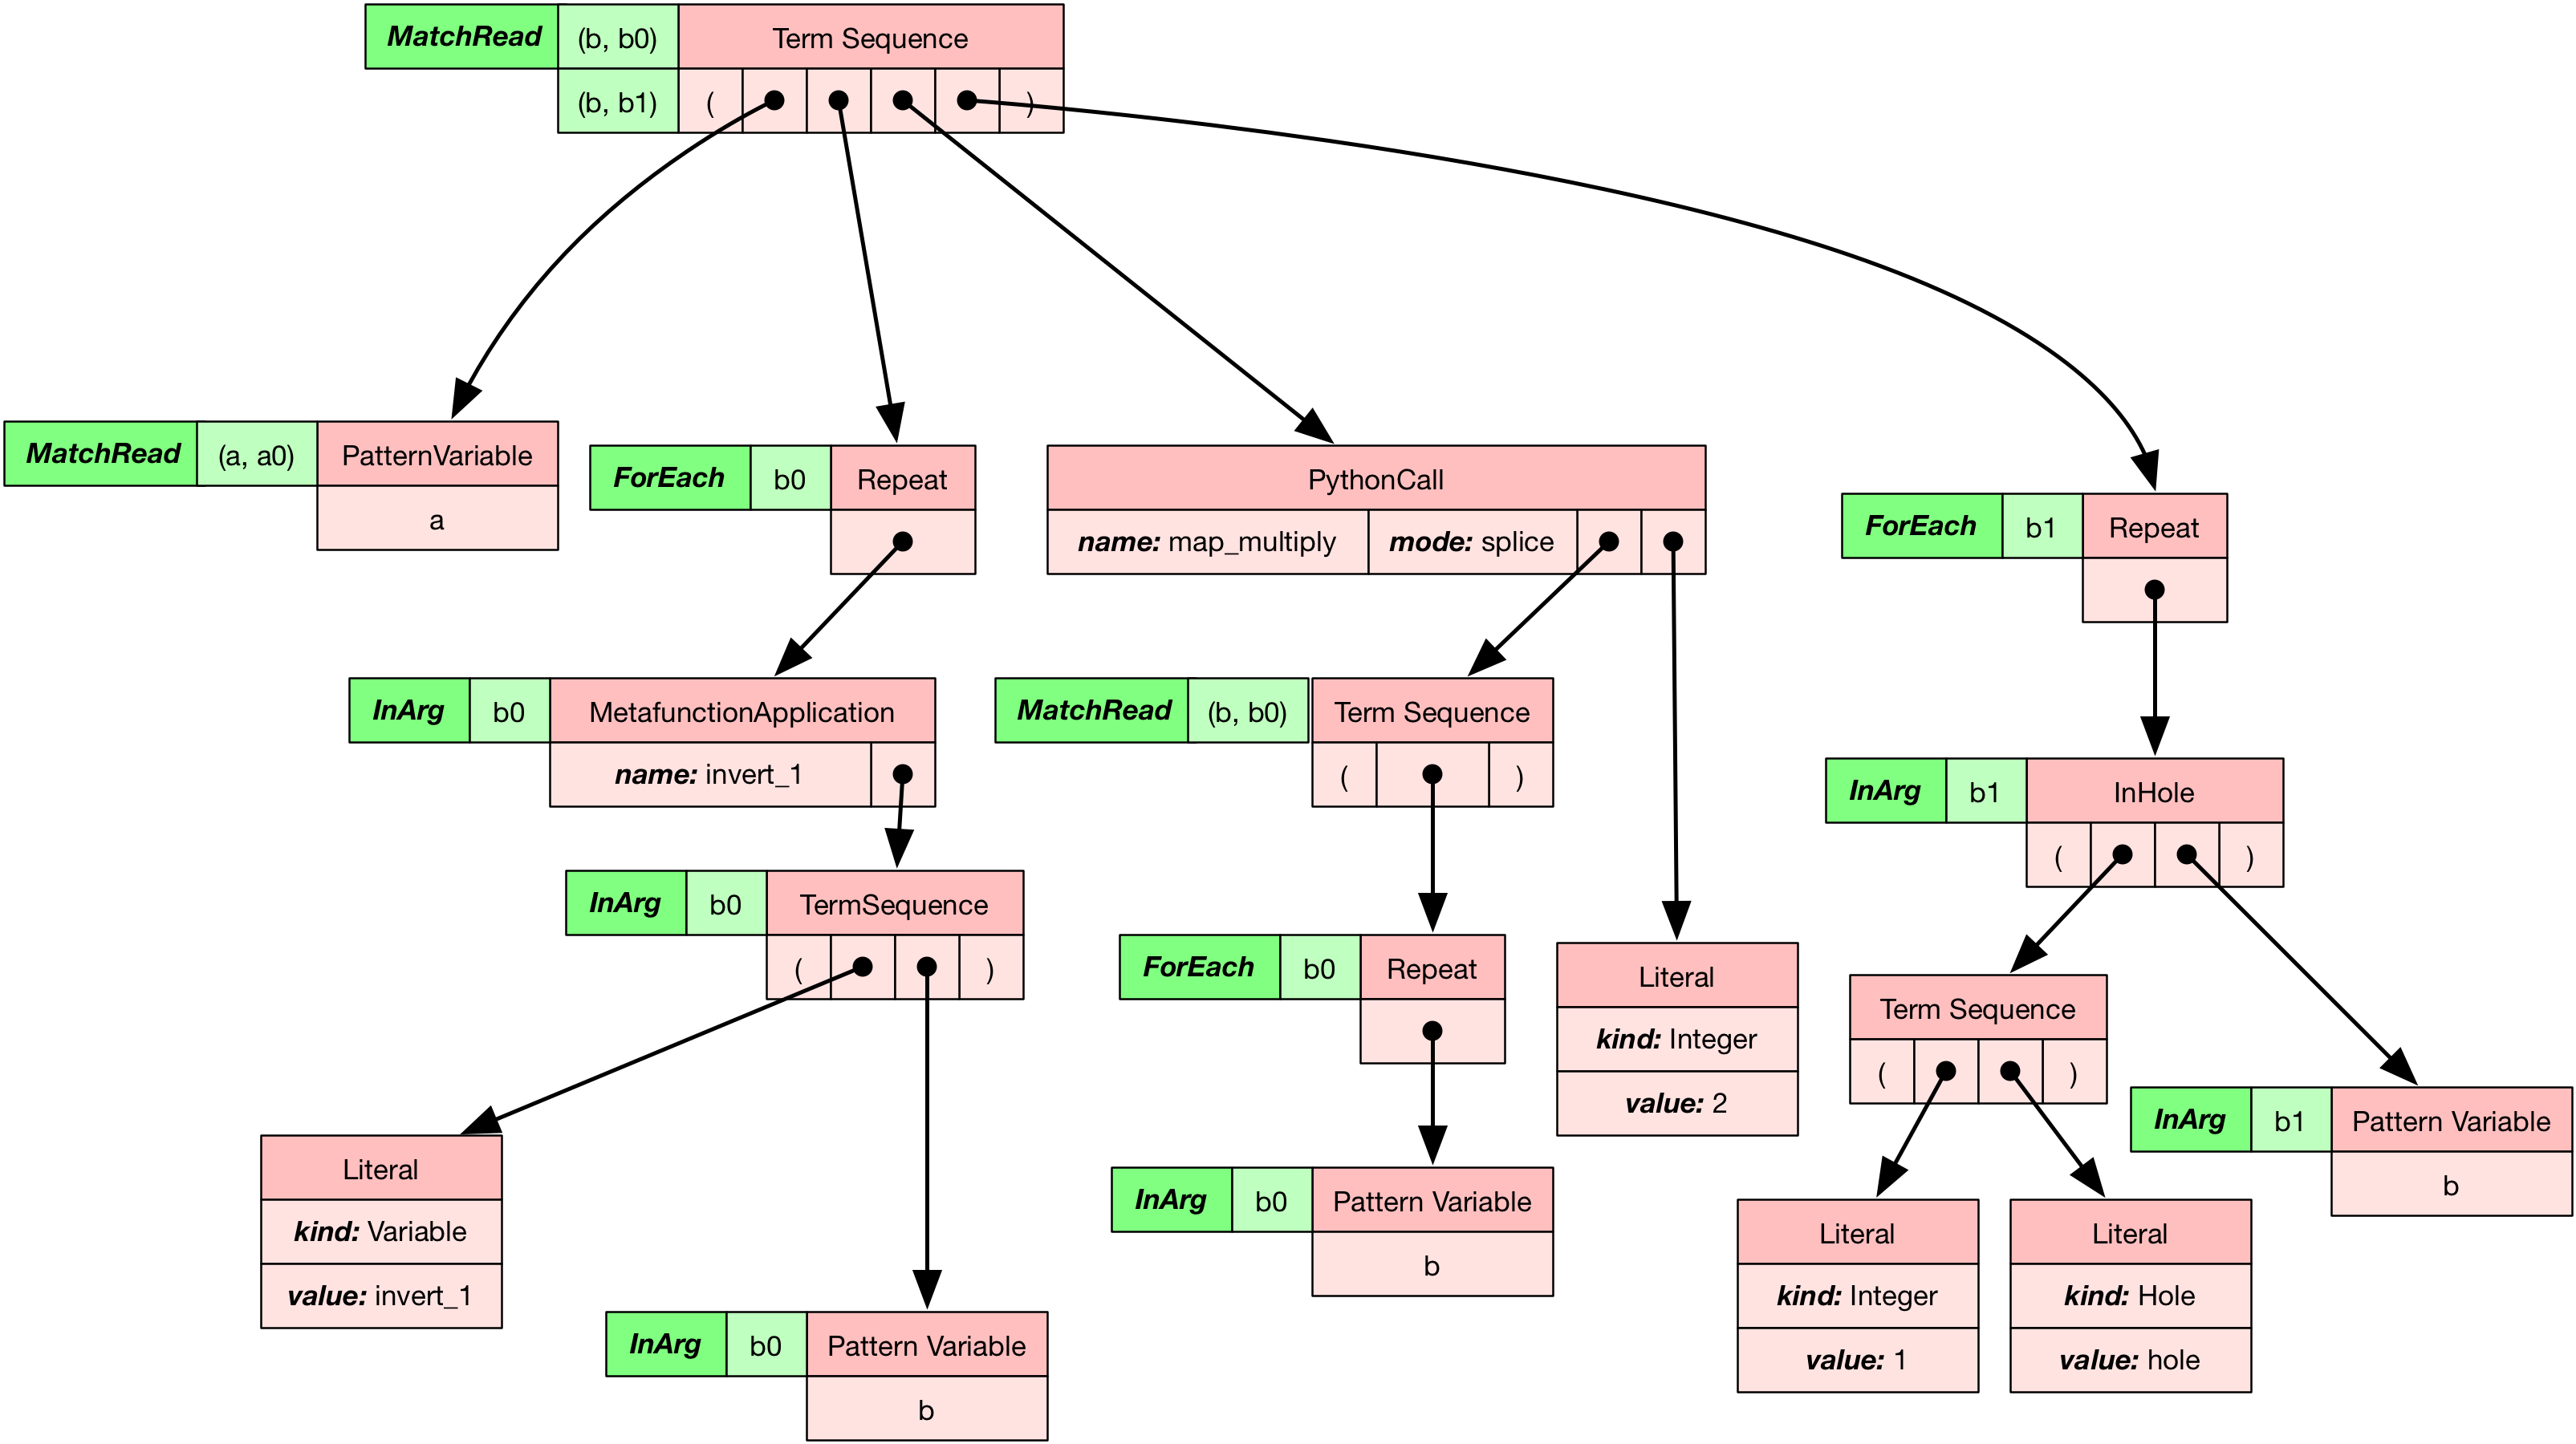 MatchRead (b, b0) Term Sequence
(b, b1) ( )
MatchRead (a, a0) PatternVariable
a
ForEach b0 Repeat
PythonCall
name: map_multiply mode: splice
ForEach b1 Repeat
InArg b0 MetafunctionApplication
name: invert_1
MatchRead (b, b0) Term Sequence
( )
InArg b1 InHole
( )
InArg b0 TermSequence
( )
ForEach b0 Repeat
Literal
kind: Integer
value: 2
Term Sequence
( )
InArg b1 Pattern Variable
b
Literal
kind: Variable
value: invert_1
InArg b0 Pattern Variable
b
Literal
kind: Integer
value: 1
Literal
kind: Hole
value: hole
InArg b0 Pattern Variable
b